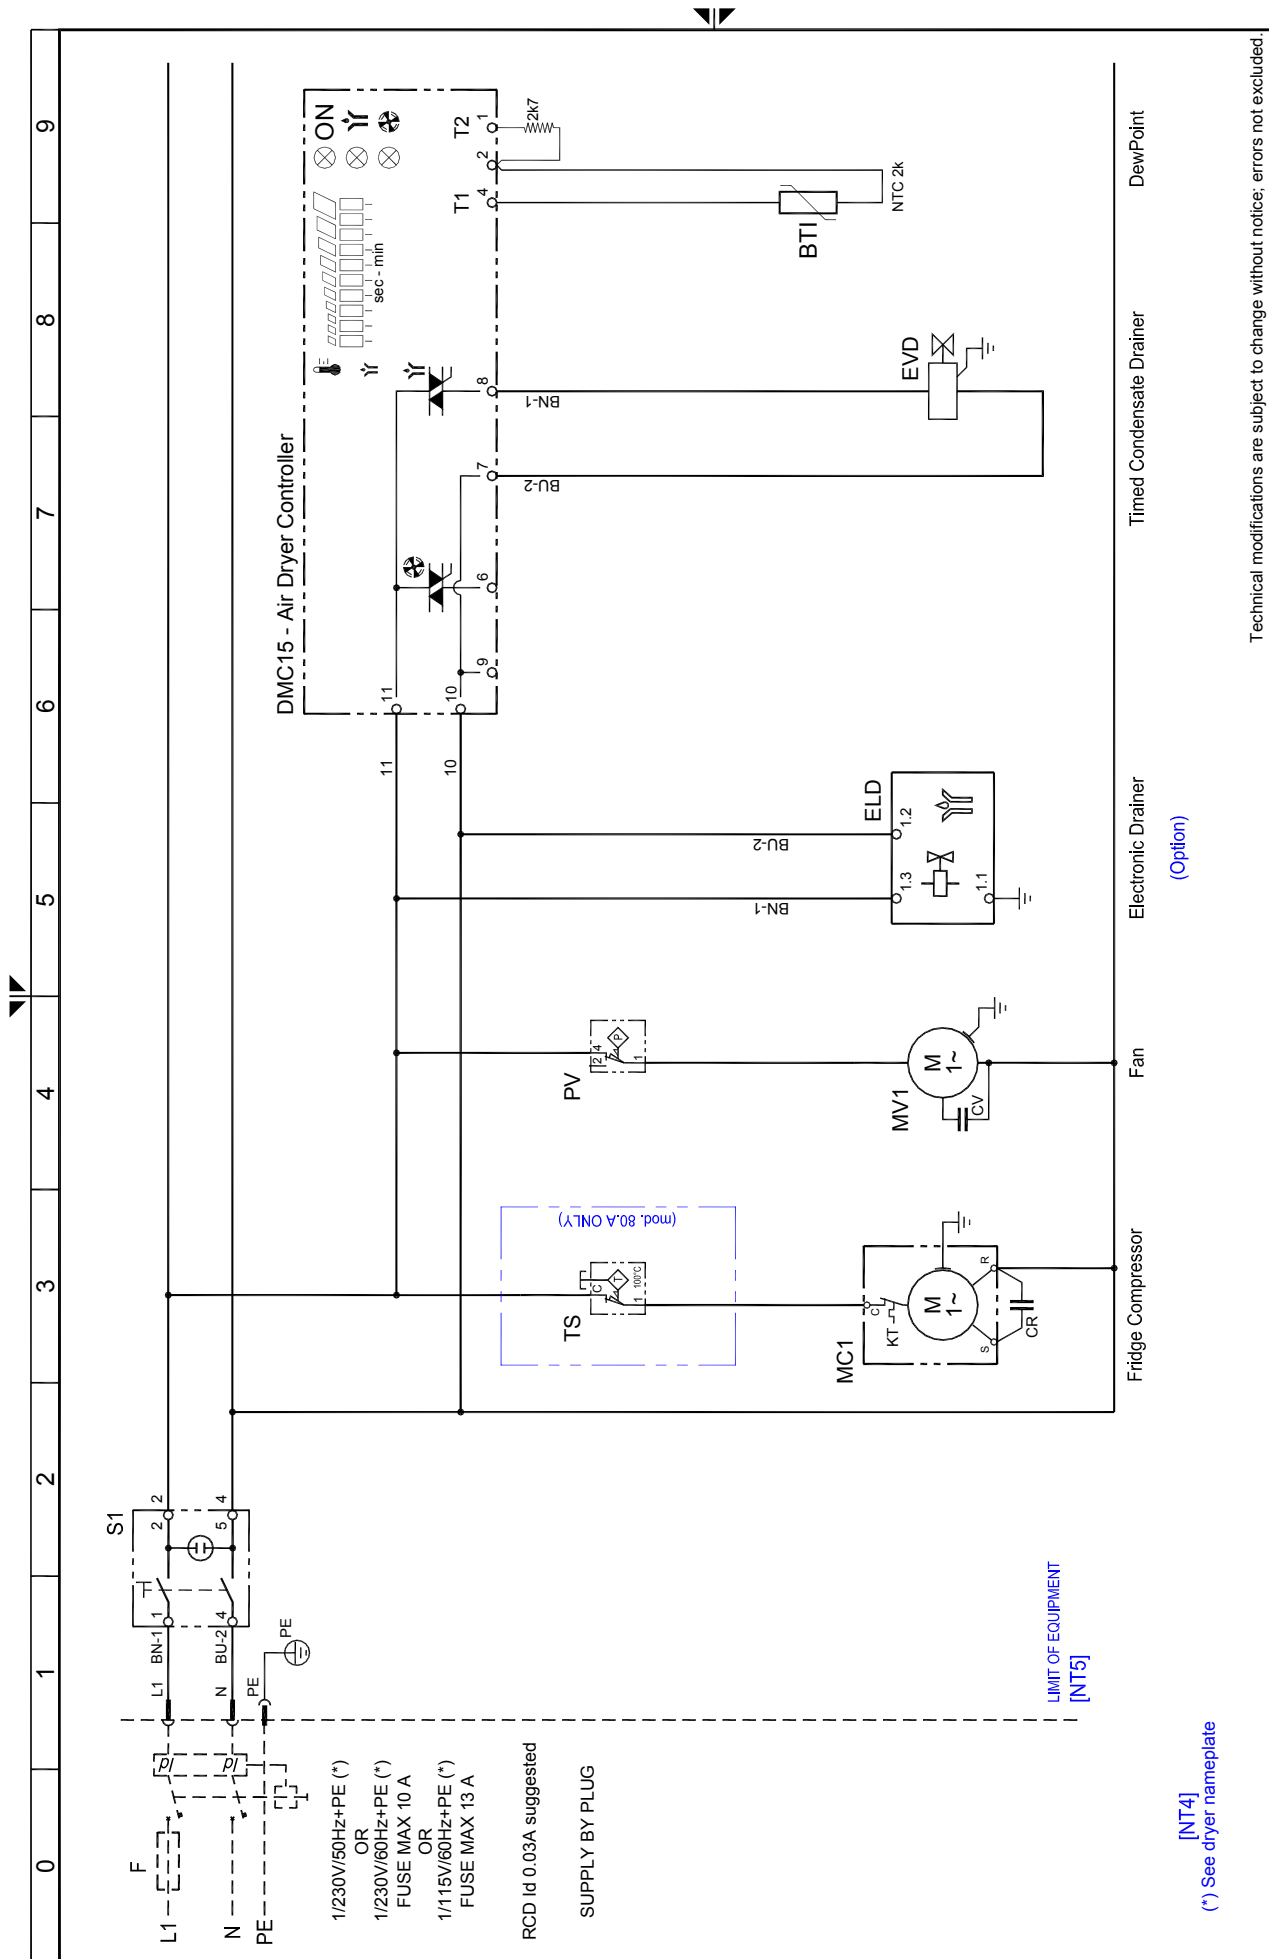 0 1 2 3 4 5 6 7 8 9
F
L1
N
PE
Id
Id
1/230V/50Hz+PE (*)
OR
1/230V/60Hz+PE (*)
FUSE MAX 10 A
OR
1/115V/60Hz+PE (*)
FUSE MAX 13 A
RCD Id 0.03A suggested
SUPPLY BY PLUG
[NT4]
(*) See dryer nameplate
LIMIT OF EQUIPMENT
[NT5]
L1 BN-1 1
N BU-2 4
PE
PE
S1
2 2
5 4
TS
C
T
1
100°C
(mod. 80.A ONLY)
MC1
C
KT
M
1~
S
R
CR
Fridge Compressor
PV
2 4
P
1
MV1
M
1~
CV
Fan
BN-1
BU-2
ELD
1.3
1.2
1.1
Electronic Drainer
(Option)
11 11
10 10
DMC15 - Air Dryer Controller
9
6
7
8
BU-2
BN-1
EVD
Timed Condensate Drainer
sec - min
ON
T1
T2
4
2
1
2k7
BTI
NTC 2k
DewPoint
Technical modifications are subject to change without notice; errors not excluded.